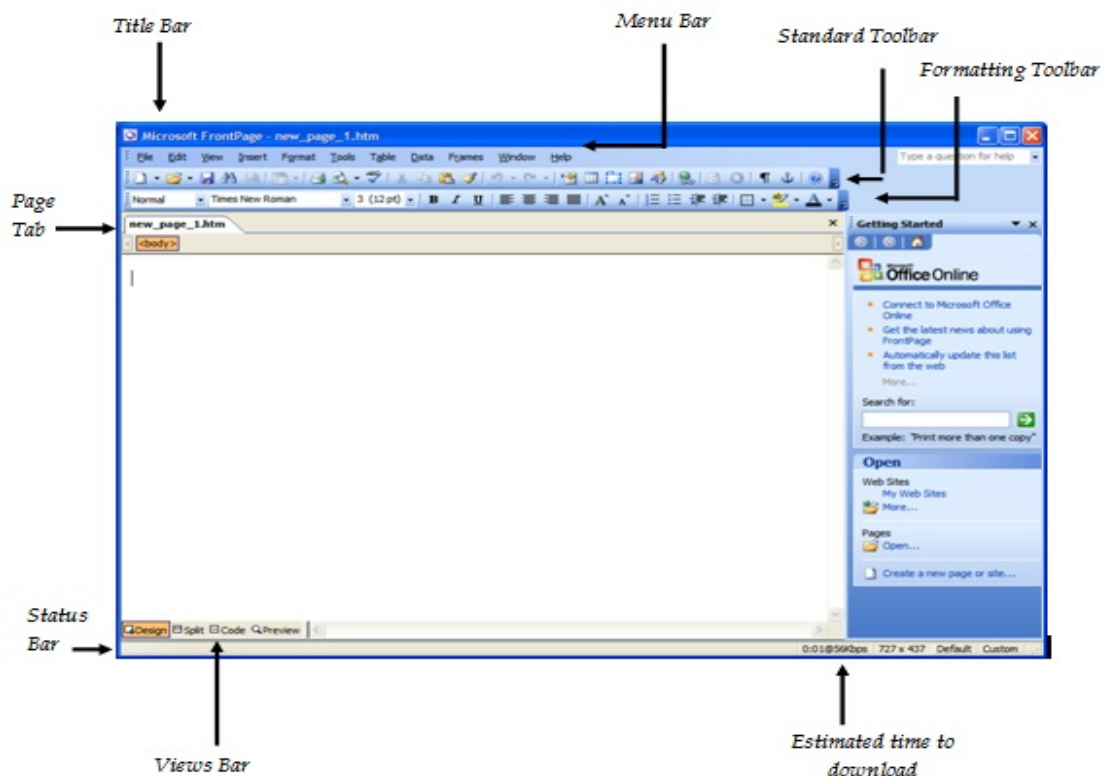 Title Bar
Menu Bar
Standard Toolbar
Formatting Toolbar
Microsoft FrontPage - new_page_1.htm
File Edit View Insert Format Tools Table Data Frames Window Help
Type a question for help
Normal Times New Roman 3 (12 pt) B I U A A A
Page
Tab
new_page_1.htm
Getting Started
<body>
Microsoft
Office Online
Connect to Microsoft Office
Online
Get the latest news about using
FrontPage
Automatically update this list
from the web
More...
Search for:
Example: "Print more than one copy"
Open
Web Sites
My Web Sites
More...
Pages
Open...
Create a new page or site...
Status
Bar
Design Split Code Preview
0:01@56Kbps 727 x 437 Default Custom
Views Bar
Estimated time to
download